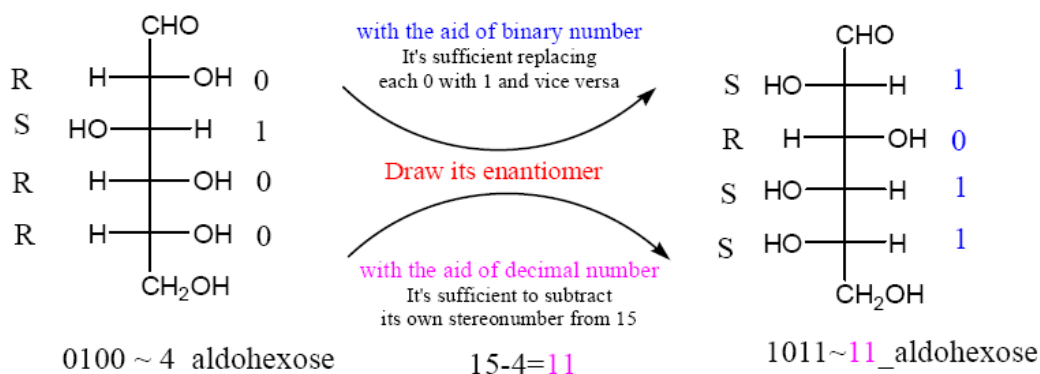 CHO
R H OH 0
S HO H 1
R H OH 0
R H OH 0
CH2OH
0100 ~ 4_aldohexose
with the aid of binary number
It's sufficient replacing
each 0 with 1 and vice versa
Draw its enantiomer
with the aid of decimal number
It's sufficient to subtract
its own stereonumber from 15
15-4=11
CHO
S HO H 1
R H OH 0
S HO H 1
S HO H 1
CH2OH
1011~11_aldohexose